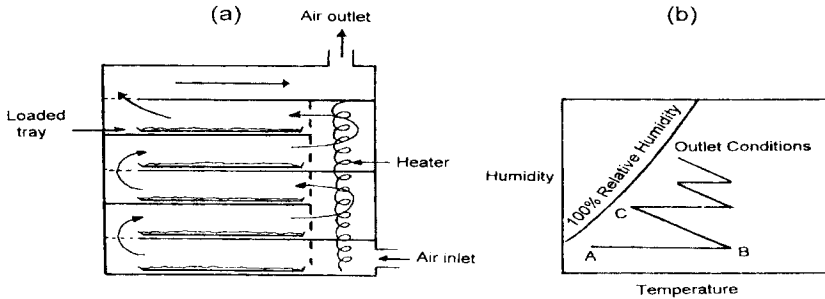 (a)
Air outlet
Loaded
tray
Heater
Air inlet
(b)
Humidity
100% Relative Humidity
Outlet Conditions
C
A
B
Temperature